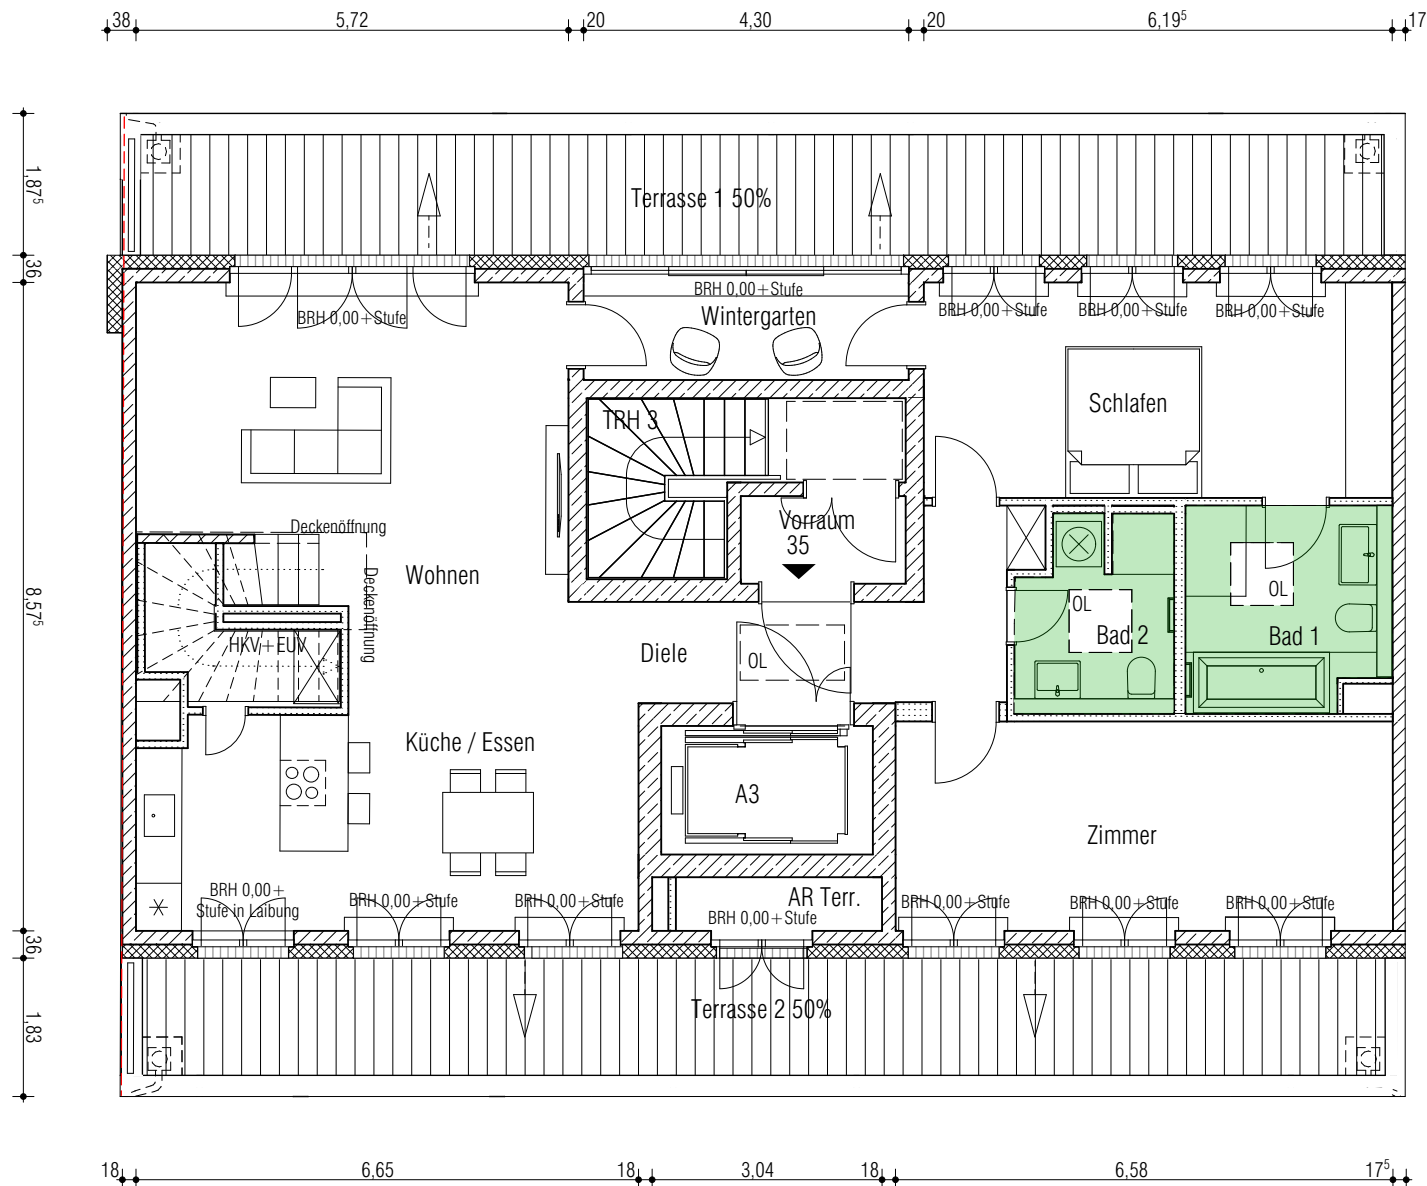 38 5,72 20 4,30 20 6,19⁵ 17
1,87⁵
36
8,57⁵
36
1,83
Terrasse 1 50%
BRH 0,00+Stufe
BRH 0,00+Stufe
BRH 0,00+Stufe
BRH 0,00+Stufe
BRH 0,00+Stufe
Wintergarten
Schlafen
TRH 3
Vorraum
35
Deckenöffnung
Deckenöffnung
Wohnen
HKV+EUV
Diele
OL
OL
Bad 2
OL
Bad 1
Küche / Essen
A3
Zimmer
BRH 0,00+
Stufe in Laibung
BRH 0,00+Stufe
BRH 0,00+Stufe
AR Terr.
BRH 0,00+Stufe
BRH 0,00+Stufe
BRH 0,00+Stufe
BRH 0,00+Stufe
Terrasse 2 50%
18 6,65 18 3,04 18 6,58 17⁵